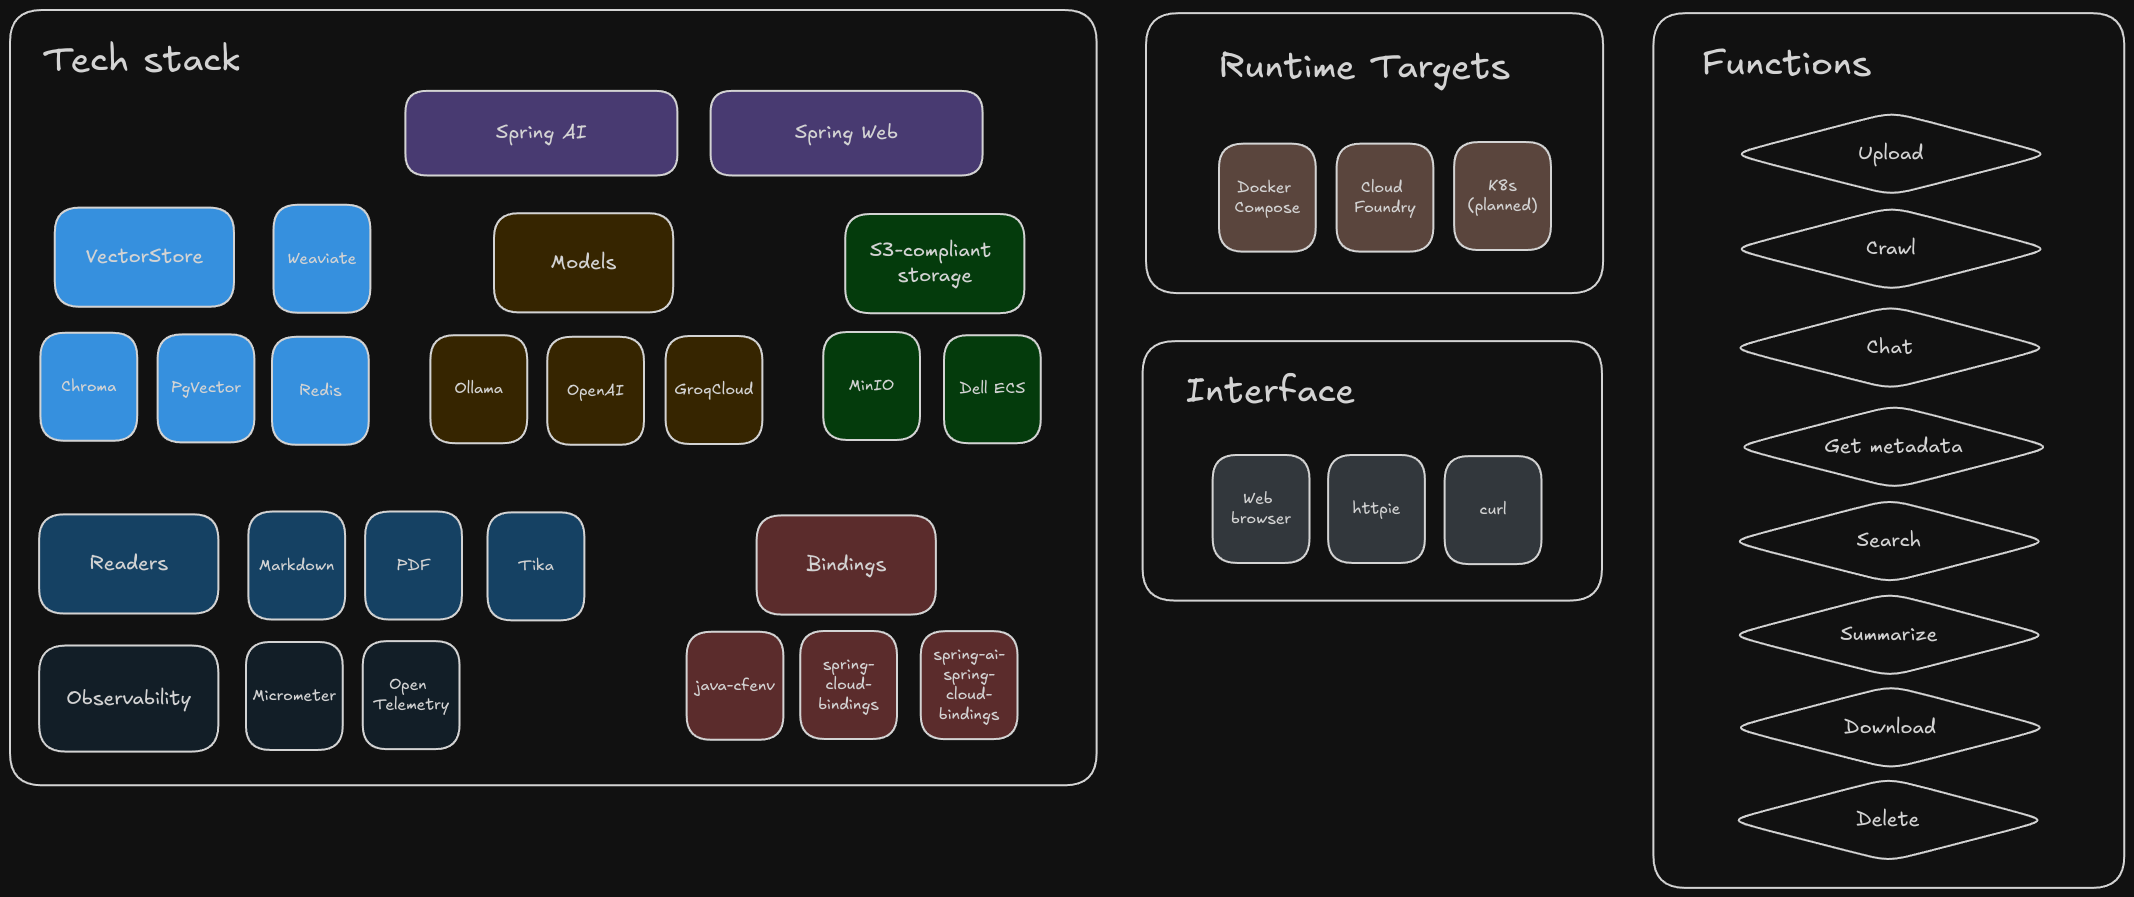 Tech stack
Spring AI
Spring Web
VectorStore
Weaviate
Chroma
PgVector
Redis
Models
Ollama
OpenAI
GroqCloud
S3-compliant
storage
MinIO
Dell ECS
Readers
Markdown
PDF
Tika
Observability
Micrometer
Open
Telemetry
Bindings
java-cfenv
spring-
cloud-
bindings
spring-ai-
spring-
cloud-
bindings
Runtime Targets
Docker
Compose
Cloud
Foundry
K8s
(planned)
Interface
Web
browser
httpie
curl
Functions
Upload
Crawl
Chat
Get metadata
Search
Summarize
Download
Delete